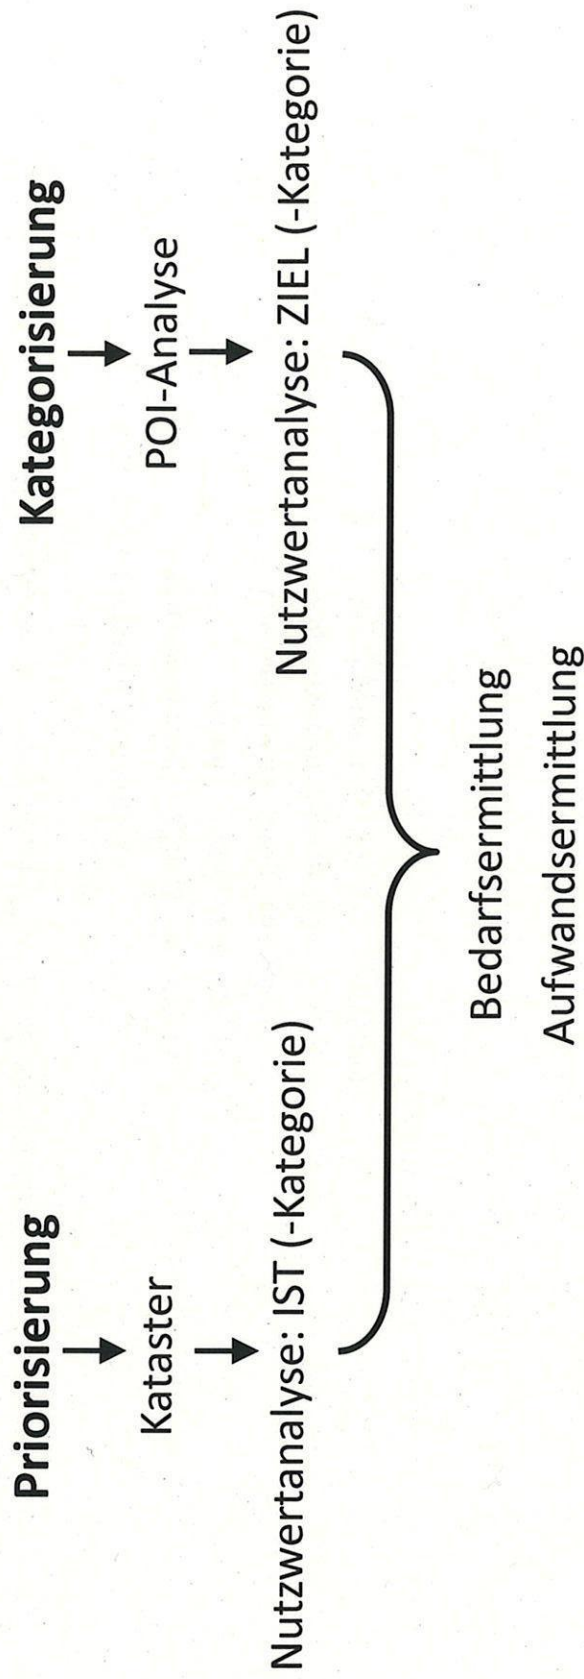 Priorisierung
Kataster
Nutzwertanalyse: IST (-Kategorie)
Kategorisierung
POI-Analyse
Nutzwertanalyse: ZIEL (-Kategorie)
Bedarfsermittlung
Aufwandsermittlung